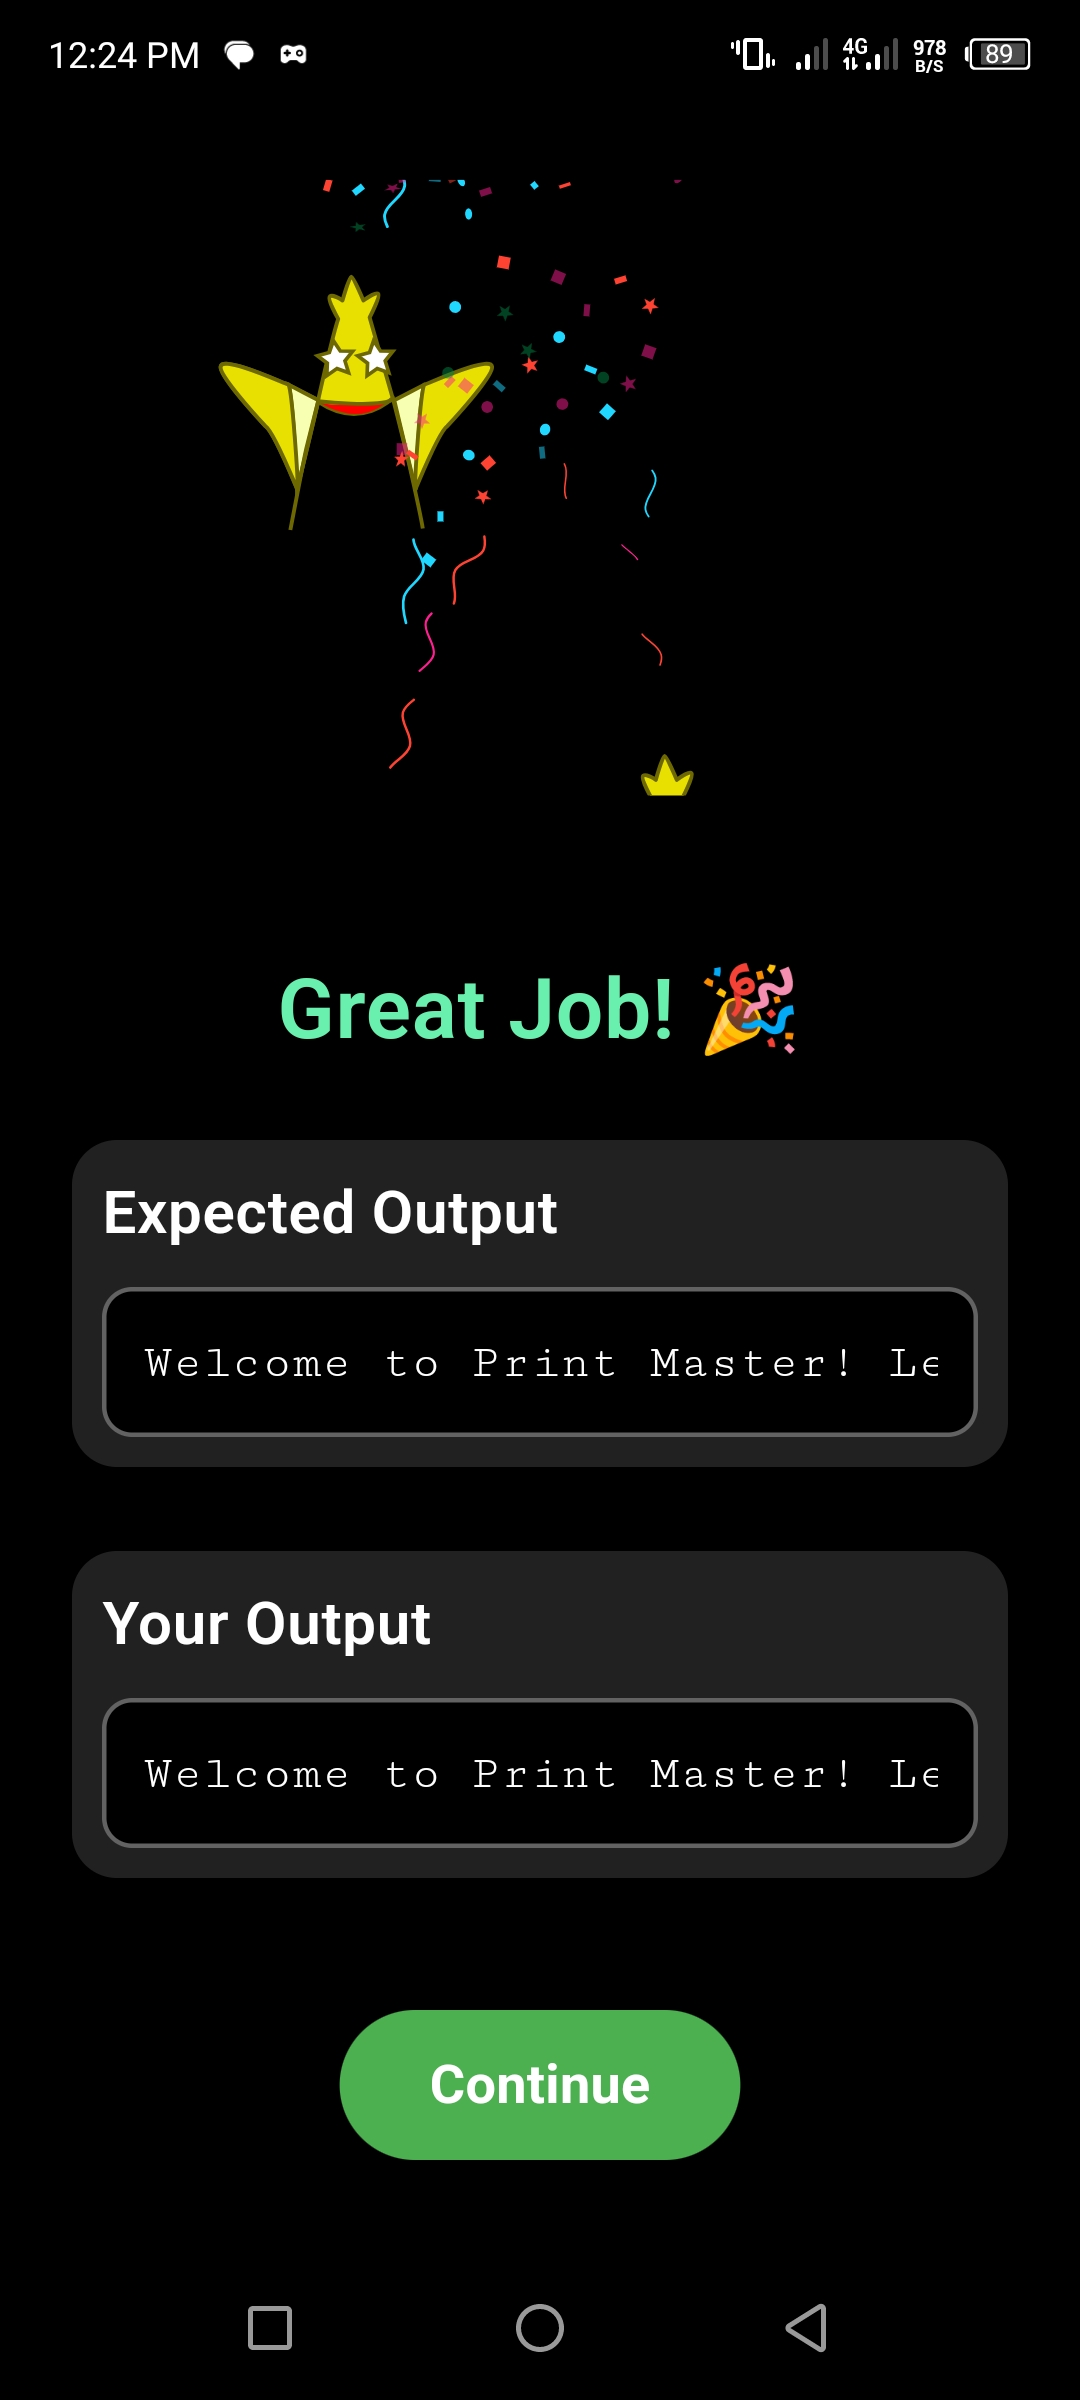 12:24 PM
4G
978
B/S
89
Great Job! 🎉
Expected Output
Welcome to Print Master! Le
Your Output
Welcome to Print Master! Le
Continue